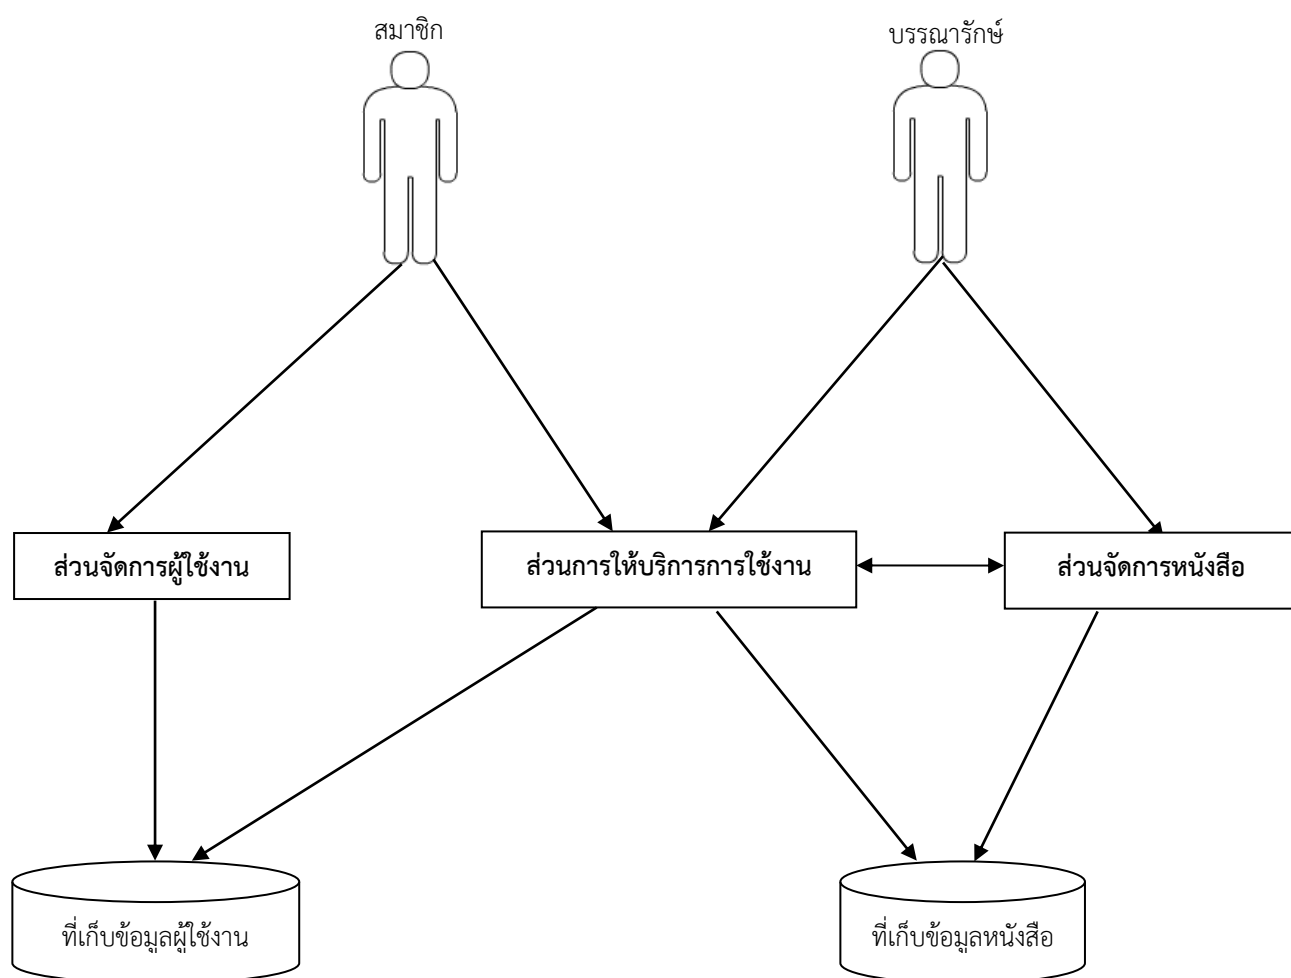 สมาชิก
บรรณารักษ์
ส่วนจัดการผู้ใช้งาน
ส่วนการให้บริการการใช้งาน
ส่วนจัดการหนังสือ
ที่เก็บข้อมูลผู้ใช้งาน
ที่เก็บข้อมูลหนังสือ